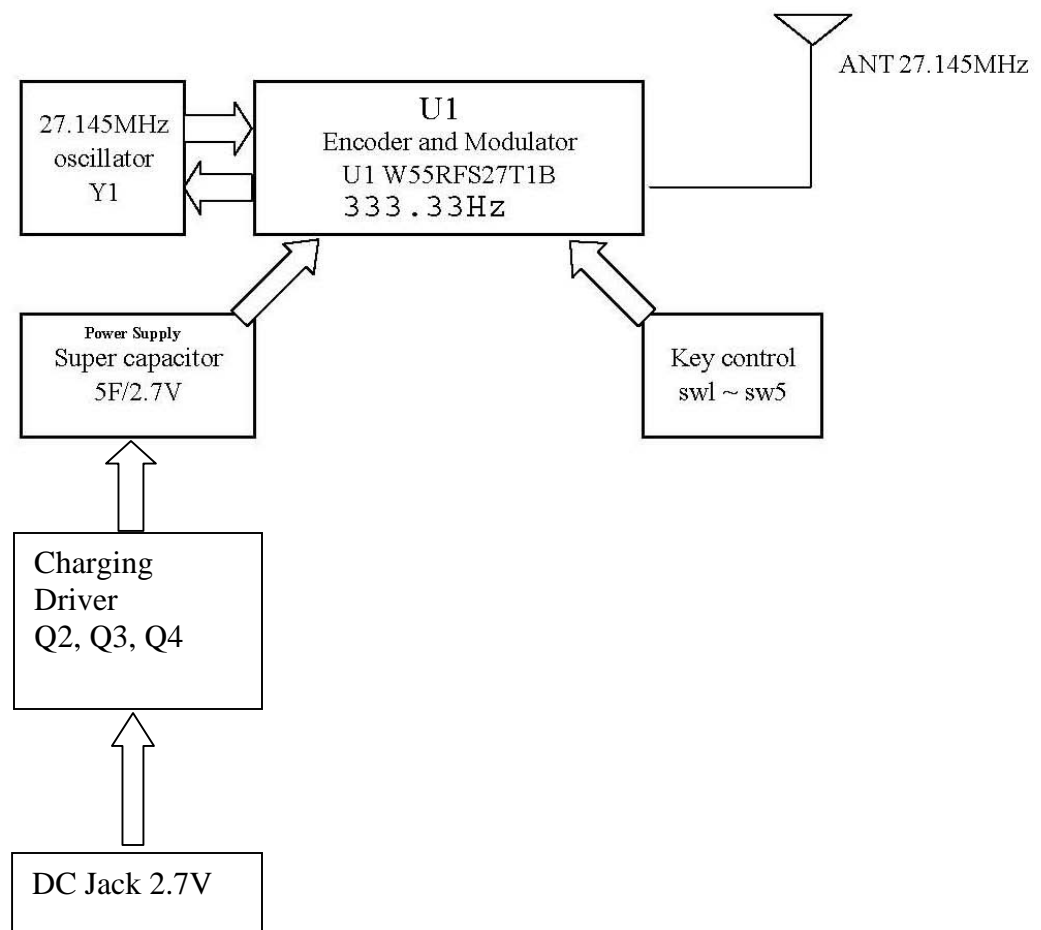 ANT 27.145MHz
27.145MHz
oscillator
Y1
U1
Encoder and Modulator
U1 W55RFS27T1B
333.33Hz
Power Supply
Super capacitor
5F/2.7V
Key control
swl ~ sw5
Charging
Driver
Q2, Q3, Q4
DC Jack 2.7V